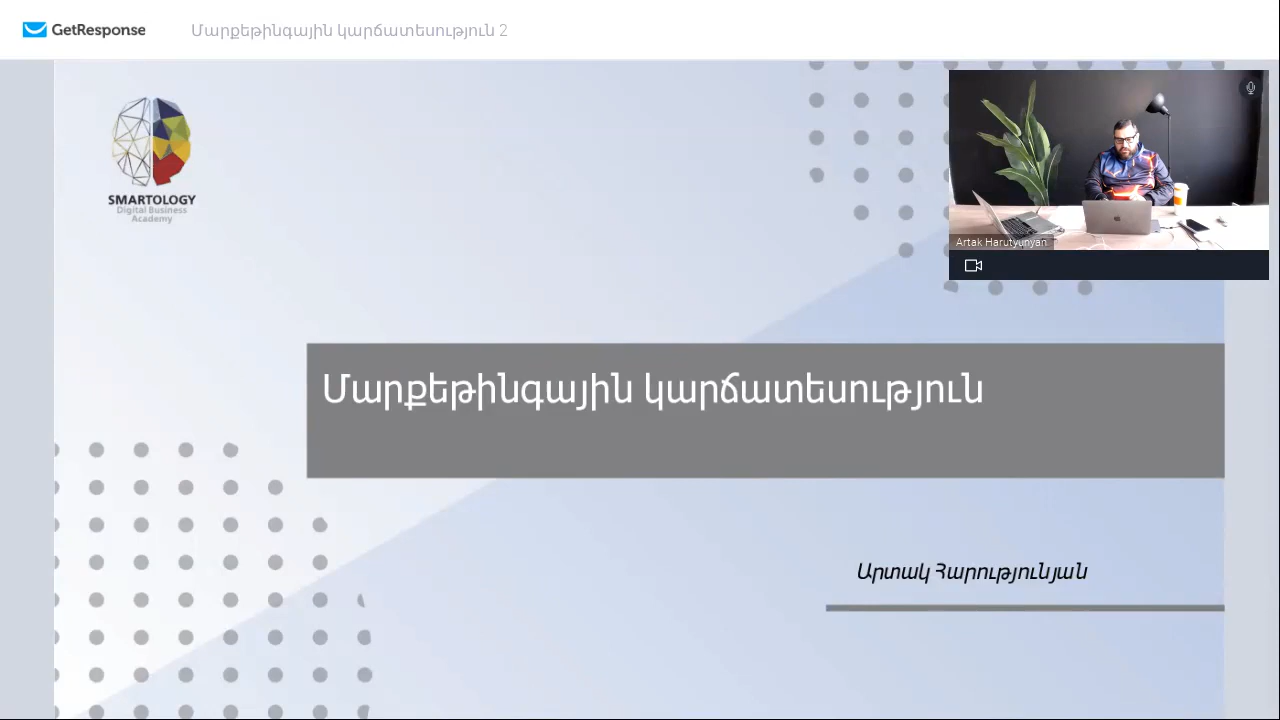 GetResponse
Մարքեթինգային կարճատեսություն 2
SMARTOLOGY
Digital Business
Academy
Artak Harutyunyan
Մարքեթինգային կարճատեսություն
Արտակ Հարությունյան